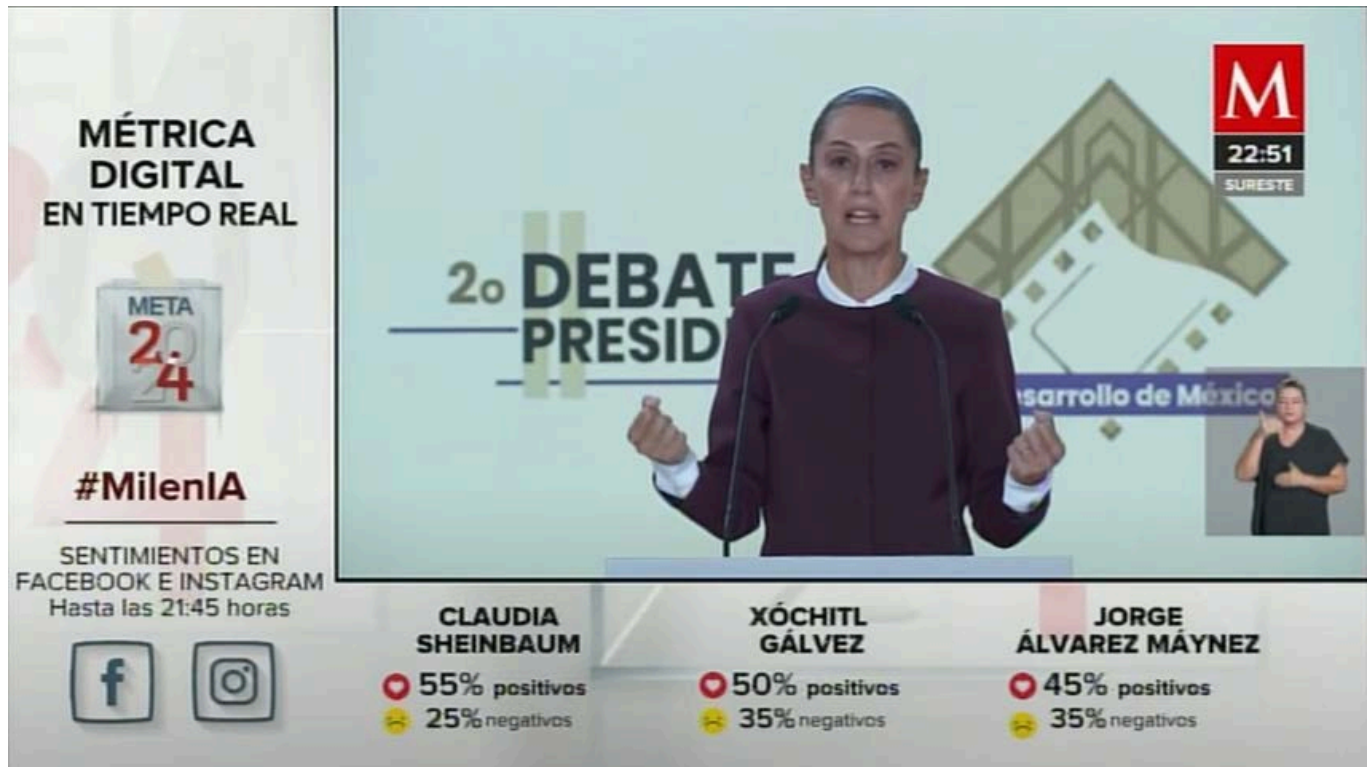 MÉTRICA
DIGITAL
EN TIEMPO REAL
META
#MilenIA
SENTIMIENTOS EN
FACEBOOK E INSTAGRAM
Hasta las 21:45 horas
2o DEBATE
M
22:51
SURESTE
CLAUDIA
SHEINBAUM
55% positivos
25% negativos
XÓCHITL
GÁLVEZ
50% positivos
35% negativos
JORGE
ÁLVAREZ MÁYNEZ
45% positivos
35% negativos
PRESID
sarrollo de México